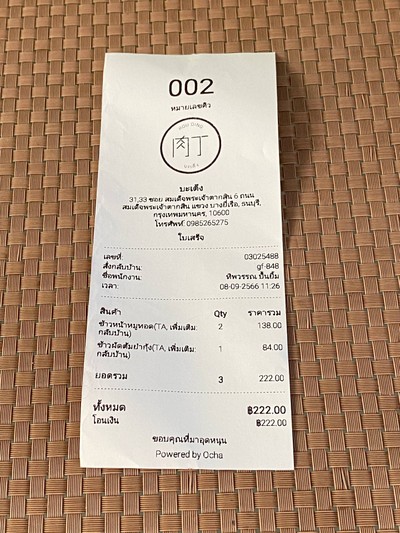 002
หมายเลขคิว
肉丁
บะเต็ง
บะเต็ง
31,33 ซอย สมเด็จพระเจ้าตากสิน 6 ถนน
สมเด็จพระเจ้าตากสิน แขวง บางยี่เรือ, ธนบุรี,
กรุงเทพมหานคร, 10600
โทรศัพท์: 0985265275
ใบเสร็จ
เลขที่: 03025488
สั่งกลับบ้าน: gf-848
ชื่อพนักงาน: ทิพวรรณ ปั้นยิ้ม
เวลา: 08-09-2566 11:26
สินค้า Qty ราคารวม
ข้าวหน้าหมูทอด(TA, เพิ่มเติม: 2 138.00
กลับบ้าน)
ข้าวผัดต้มยำกุ้ง(TA, เพิ่มเติม: 1 84.00
กลับบ้าน)
ยอดรวม 3 222.00
ทั้งหมด ฿222.00
โอนเงิน ฿222.00
ขอบคุณที่มาอุดหนุน
Powered by Ocha